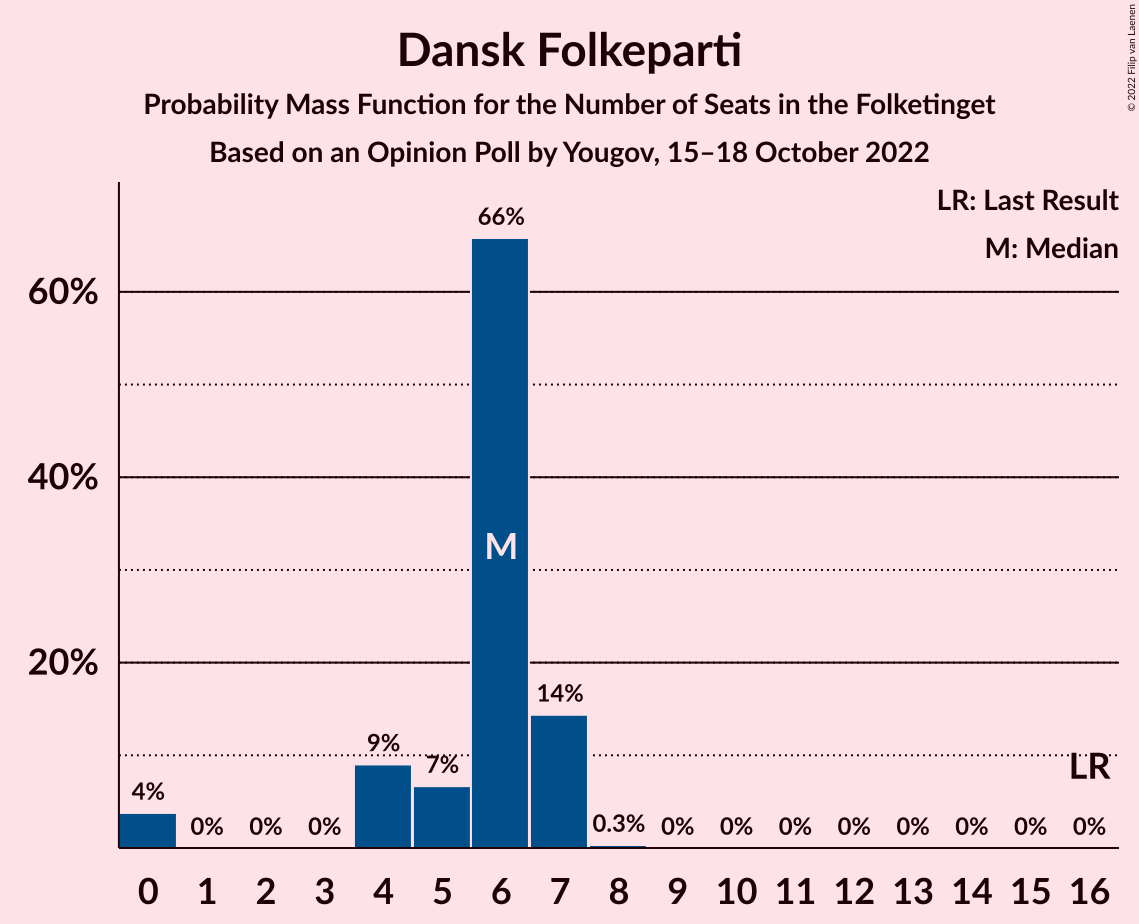 Dansk Folkeparti
Probability Mass Function for the Number of Seats in the Folketinget
Based on an Opinion Poll by Yougov, 15–18 October 2022
© 2022 Filip van Laenen
LR: Last Result
M: Median
66%
60%
40%
M
20%
14%
9%
7%
LR
4%
0%
0%
0%
0.3%
0%
0%
0%
0%
0%
0%
0%
0%
0 1 2 3 4 5 6 7 8 9 10 11 12 13 14 15 16